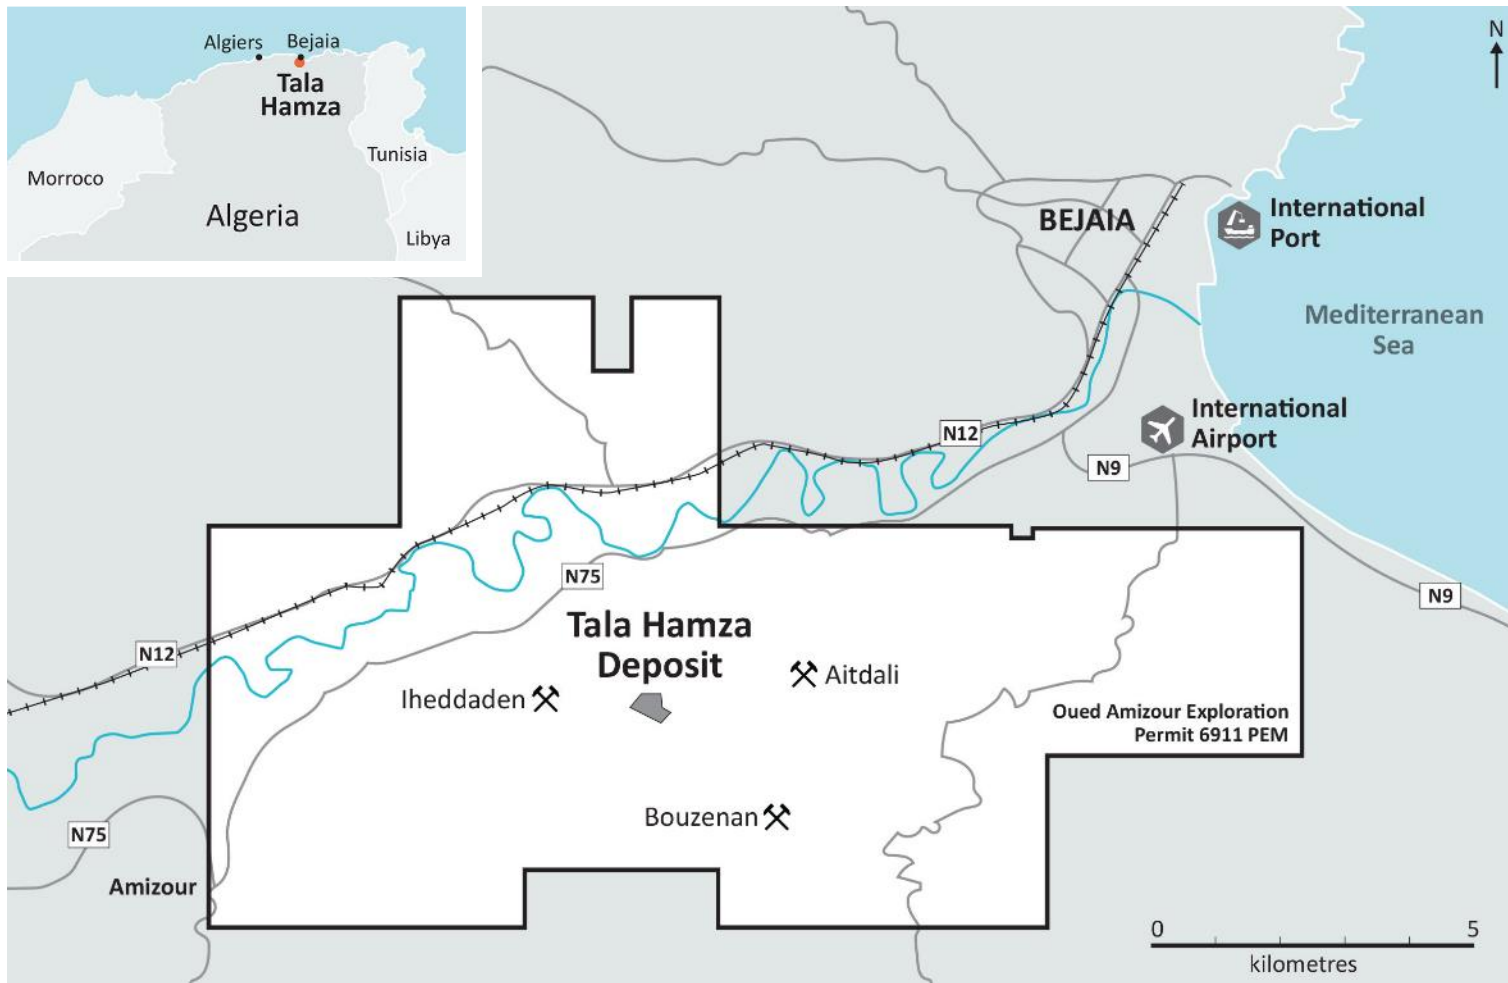 Algiers
Bejaia
Tala
Hamza
Morroco
Tunisia
Algeria
Libya
N
BEJAIA
International
Port
Mediterranean
Sea
International
Airport
N12
N9
N75
N9
Tala Hamza
Deposit
N12
Iheddaden
Aitdali
Oued Amizour Exploration
Permit 6911 PEM
Bouzenan
N75
Amizour
0
5
kilometres